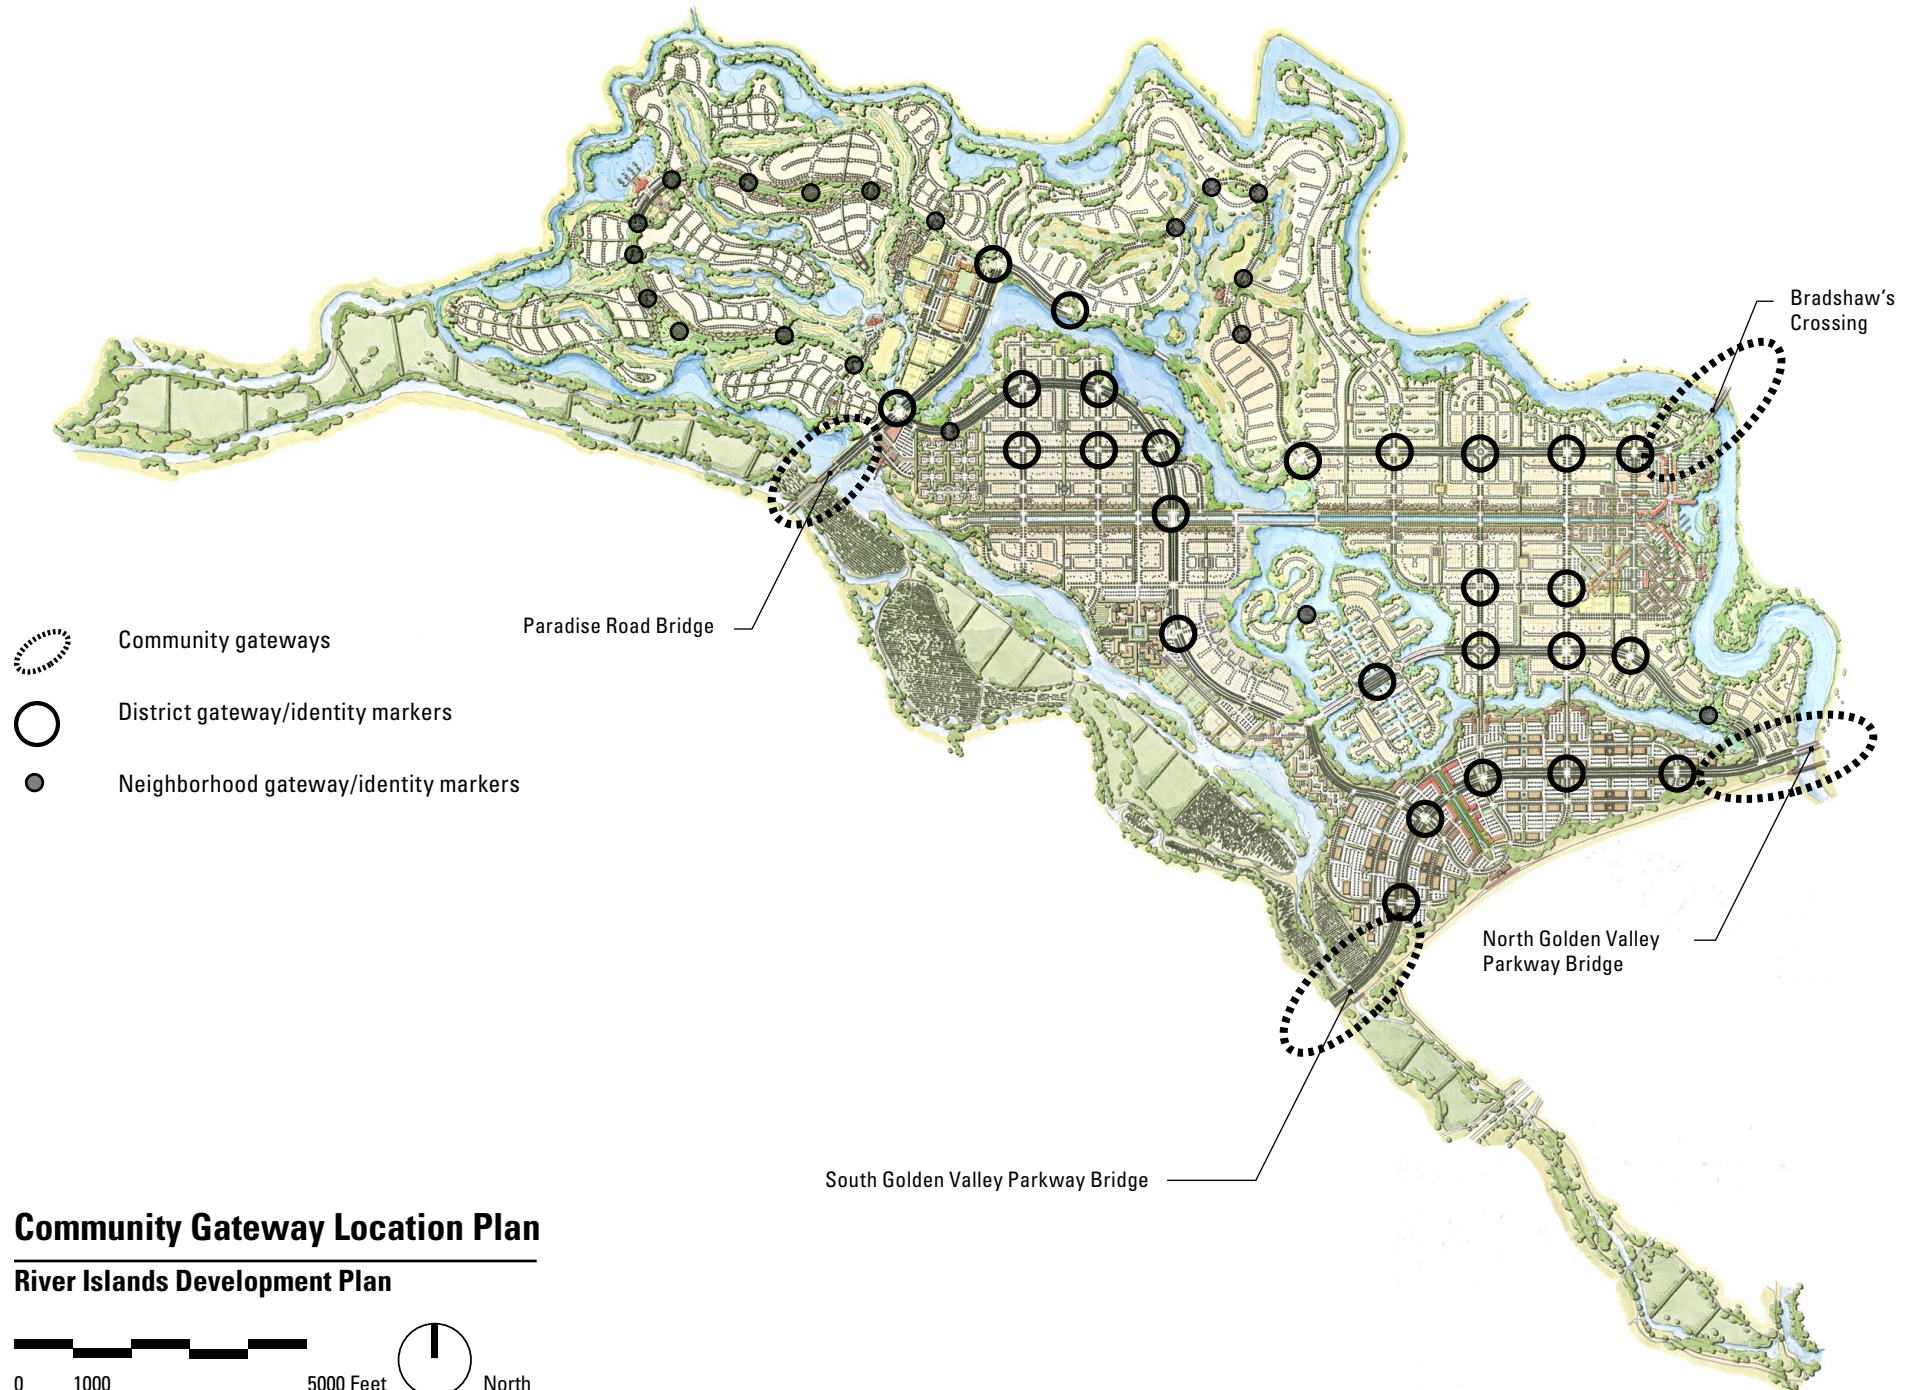 Bradshaw's
Crossing
Paradise Road Bridge
Community gateways
District gateway/identity markers
Neighborhood gateway/identity markers
North Golden Valley
Parkway Bridge
South Golden Valley Parkway Bridge
Community Gateway Location Plan
River Islands Development Plan
0 1000 5000 Feet North